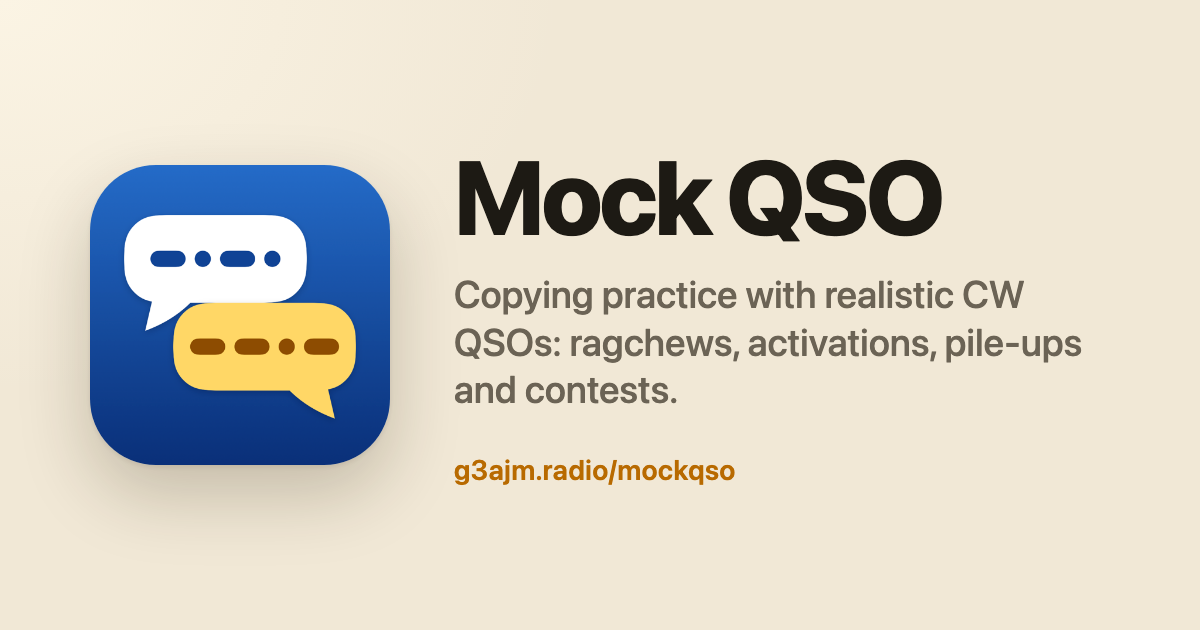 Mock QSO
Copying practice with realistic CW
QSOs: ragchews, activations, pile-ups
and contests.
g3ajm.radio/mockqso